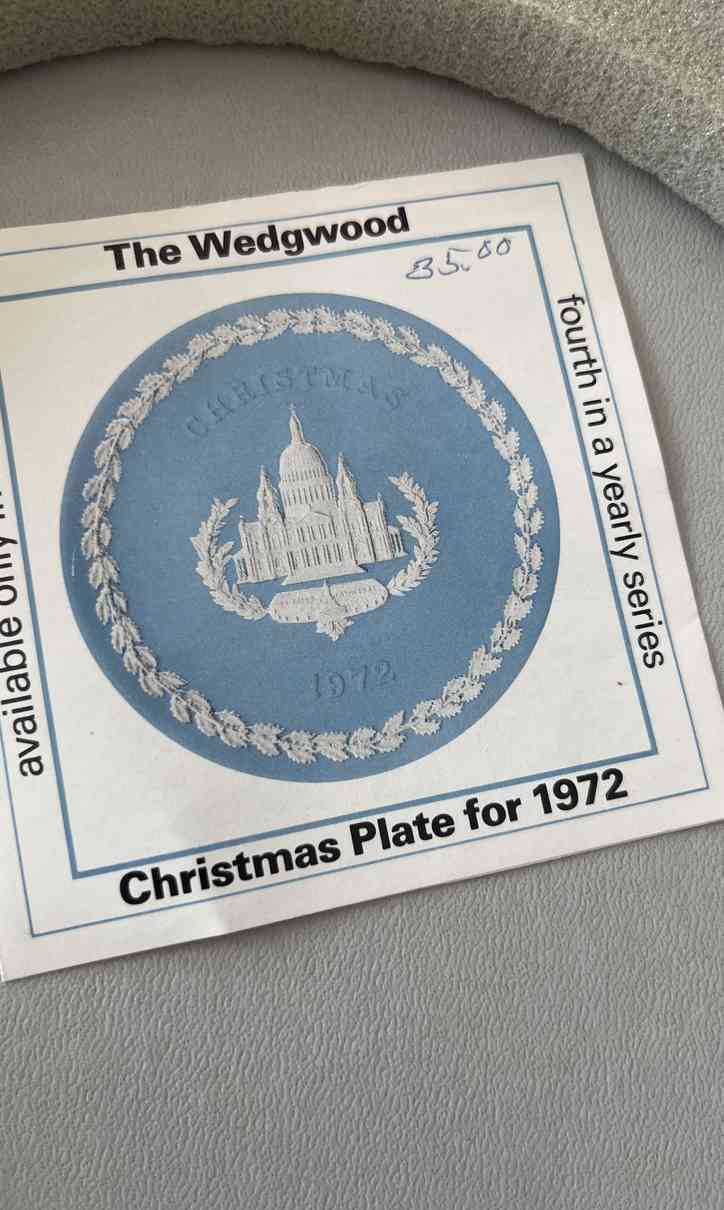 The Wedgwood
35.00
fourth in a yearly series
CHRISTMAS
1972
Christmas Plate for 1972
available only